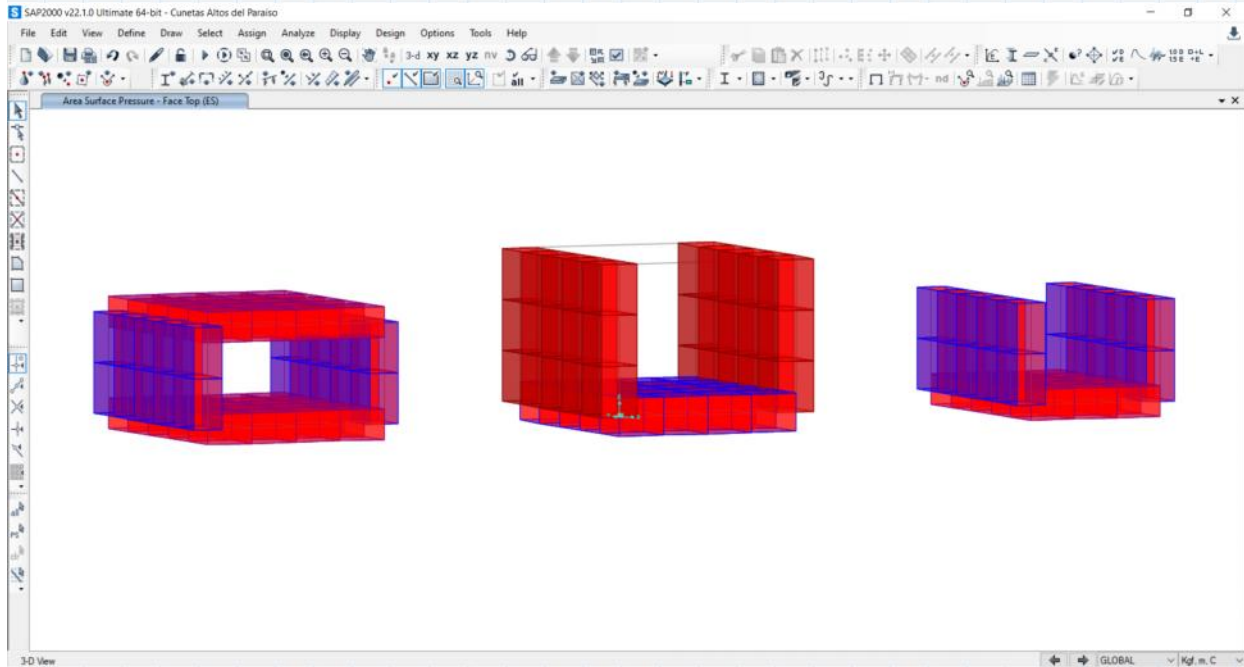 SAP2000 v22.1.0 Ultimate 64-bit - Cunetas Altos del Paraiso
File Edit View Define Draw Select Assign Analyze Display Design Options Tools Help
3-d xy xz yz nv
all
nd
Area Surface Pressure - Face Top (ES)
3-D View
GLOBAL
Kgf, m, C